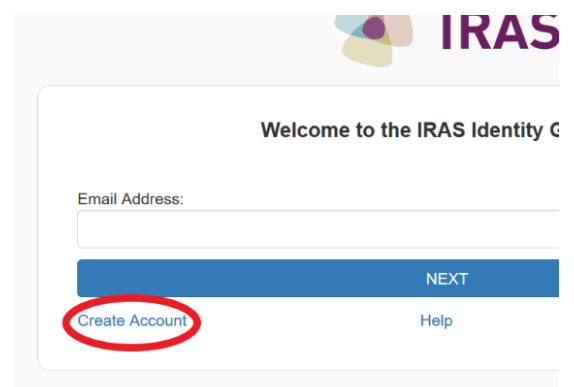 IRAS
Welcome to the IRAS Identity
Email Address:
NEXT
Create Account Help